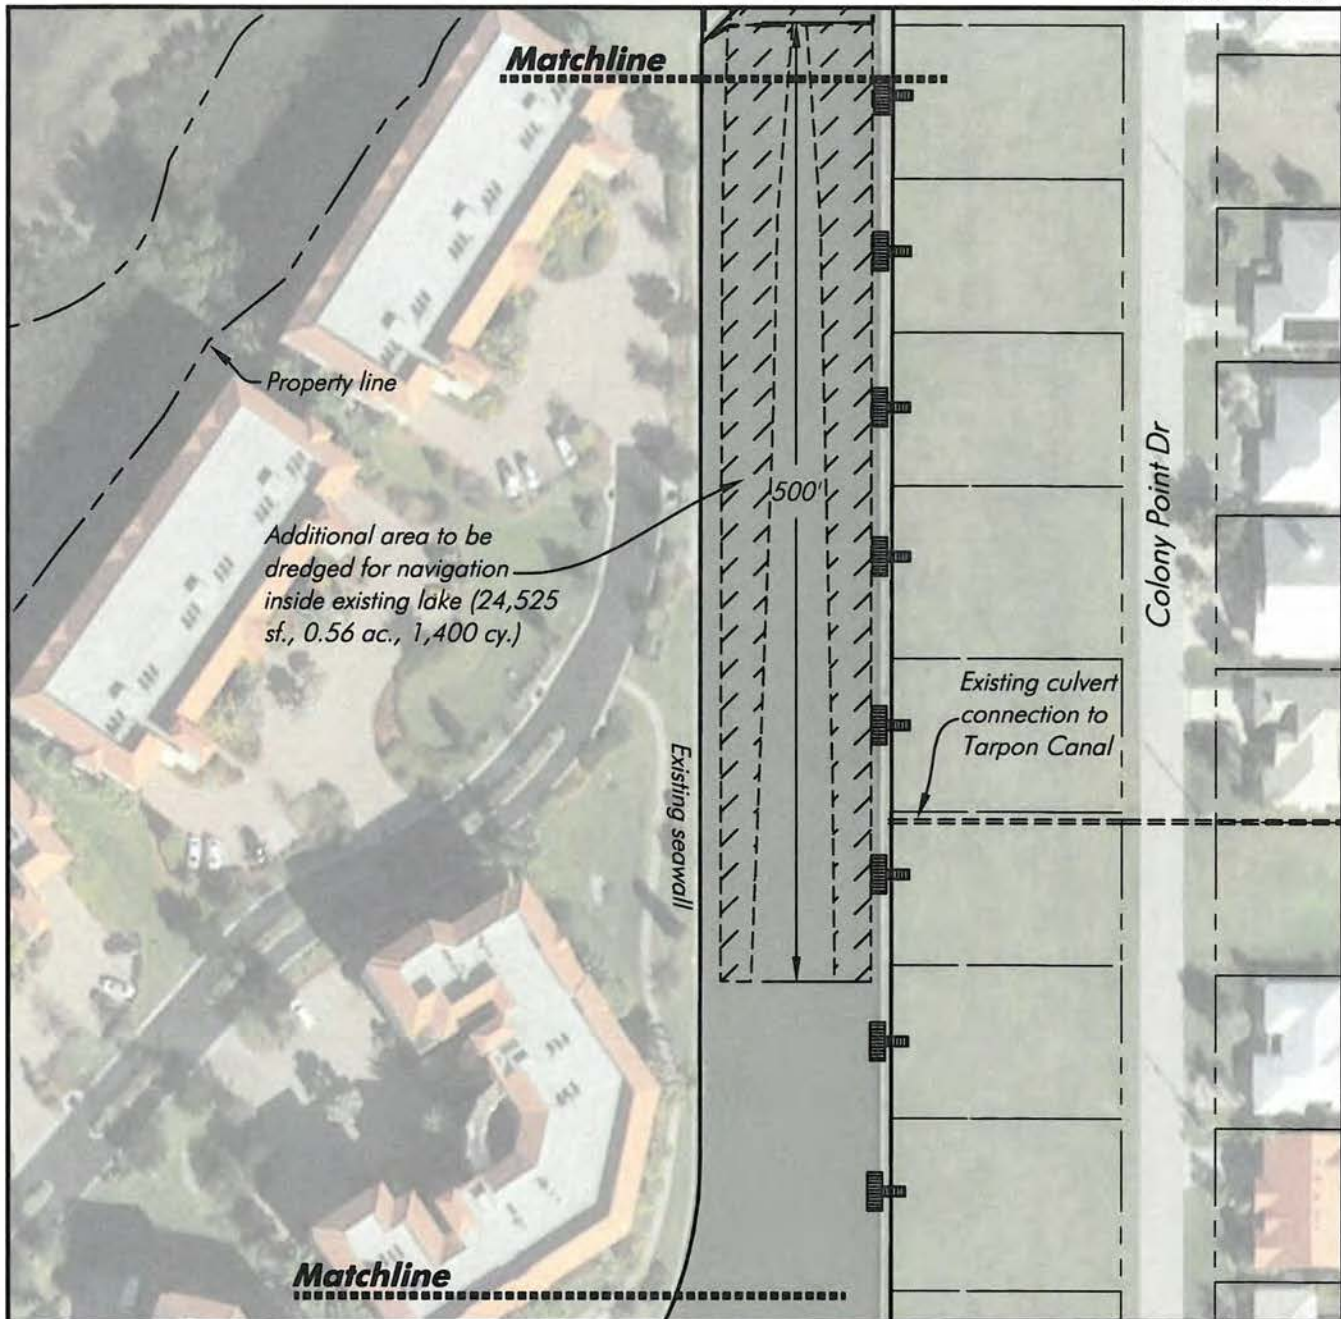 Matchline
Property line
500'
Additional area to be
dredged for navigation
inside existing lake (24,525
sf., 0.56 ac., 1,400 cy.)
Colony Point Dr
Existing culvert
connection to
Tarpon Canal
Existing seawall
Matchline